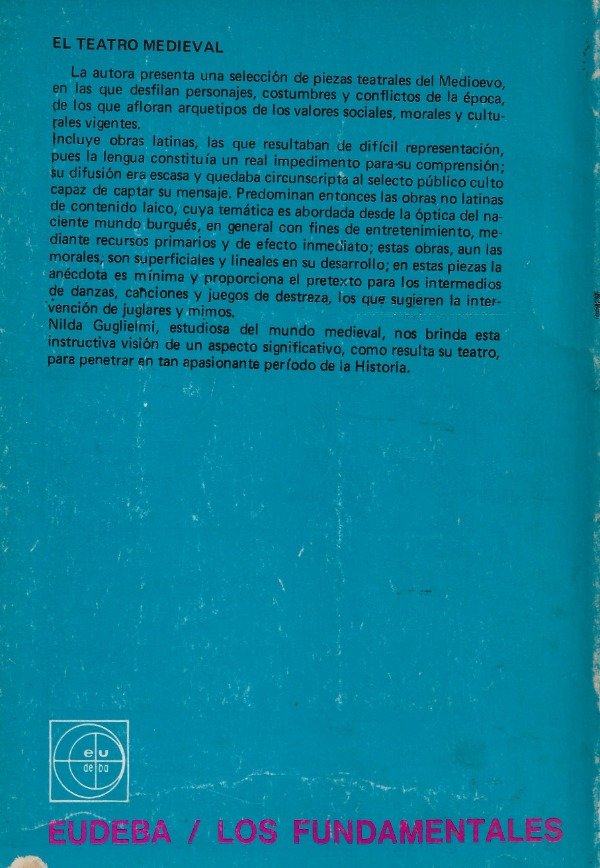 EL TEATRO MEDIEVAL
La autora presenta una selección de piezas teatrales del Medioevo,
en las que desfilan personajes, costumbres y conflictos de la época,
de los que afloran arquetipos de los valores sociales, morales y cultu-
rales vigentes.
Incluye obras latinas, las que resultaban de difícil representación,
pues la lengua constituía un real impedimento para su comprensión;
su difusión era escasa y quedaba circunscripta al selecto público culto
capaz de captar su mensaje. Predominan entonces las obras no latinas
de contenido laico, cuya temática es abordada desde la óptica del na-
ciente mundo burgués, en general con fines de entretenimiento, me-
diante recursos primarios y de efecto inmediato; estas obras, aun las
morales, son superficiales y lineales en su desarrollo; en estas piezas la
anécdota es mínima y proporciona el pretexto para los intermedios
de danzas, canciones y juegos de destreza, los que sugieren la inter-
vención de juglares y mimos.
Nilda Guglielmi, estudiosa del mundo medieval, nos brinda esta
instructiva visión de un aspecto significativo, como resulta su teatro,
para penetrar en tan apasionante período de la Historia.
eu
de ba
EUDEBA / LOS FUNDAMENTALES